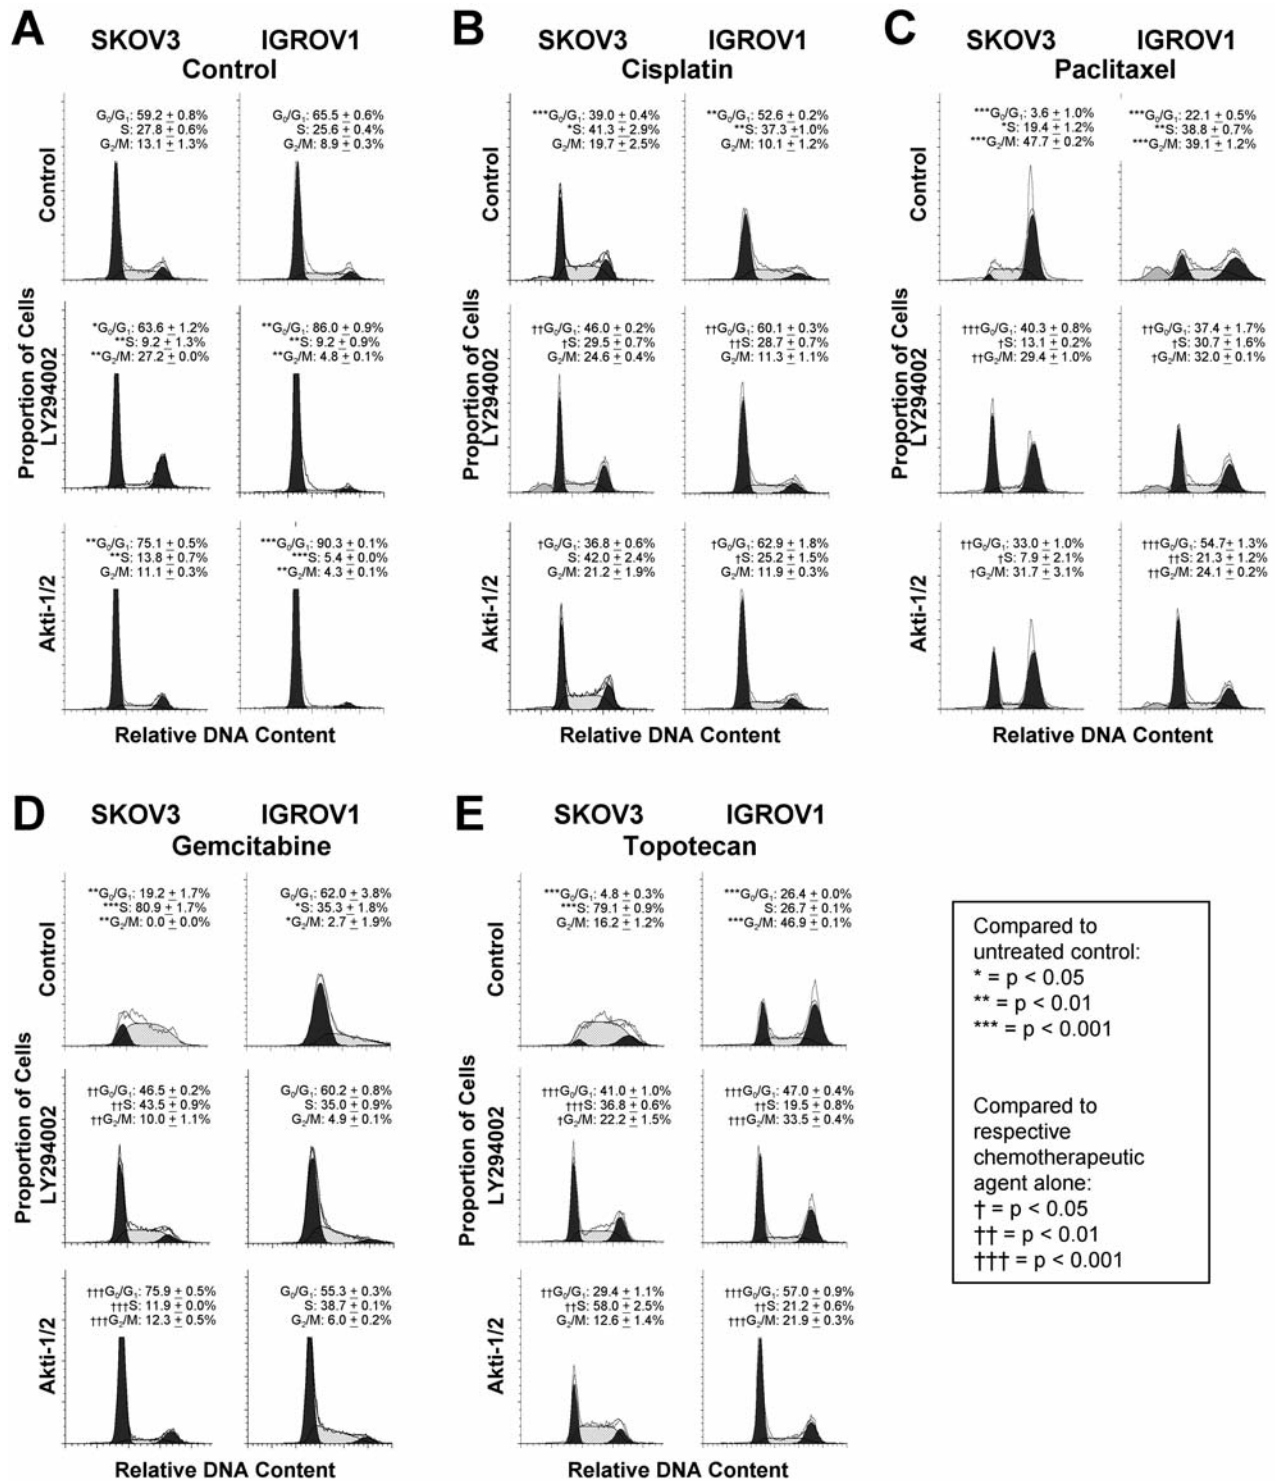 A
SKOV3 IGROV1
Control
Control
G₀/G₁: 59.2 ± 0.8%
S: 27.8 ± 0.6%
G₂/M: 13.1 ± 1.3%
G₀/G₁: 65.5 ± 0.6%
S: 25.6 ± 0.4%
G₂/M: 8.9 ± 0.3%
Proportion of Cells
LY294002
*G₀/G₁: 63.6 ± 1.2%
**S: 9.2 ± 1.3%
**G₂/M: 27.2 ± 0.0%
**G₀/G₁: 86.0 ± 0.9%
**S: 9.2 ± 0.9%
**G₂/M: 4.8 ± 0.1%
Akti-1/2
**G₀/G₁: 75.1 ± 0.5%
**S: 13.8 ± 0.7%
G₂/M: 11.1 ± 0.3%
***G₀/G₁: 90.3 ± 0.1%
***S: 5.4 ± 0.0%
**G₂/M: 4.3 ± 0.1%
Relative DNA Content
B
SKOV3 IGROV1
Cisplatin
Control
***G₀/G₁: 39.0 ± 0.4%
*S: 41.3 ± 2.9%
G₂/M: 19.7 ± 2.5%
**G₀/G₁: 52.6 ± 0.2%
**S: 37.3 ± 1.0%
G₂/M: 10.1 ± 1.2%
Proportion of Cells
LY294002
††G₀/G₁: 46.0 ± 0.2%
†S: 29.5 ± 0.7%
G₂/M: 24.6 ± 0.4%
††G₀/G₁: 60.1 ± 0.3%
††S: 28.7 ± 0.7%
G₂/M: 11.3 ± 1.1%
Akti-1/2
†G₀/G₁: 36.8 ± 0.6%
S: 42.0 ± 2.4%
G₂/M: 21.2 ± 1.9%
†G₀/G₁: 62.9 ± 1.8%
†S: 25.2 ± 1.5%
G₂/M: 11.9 ± 0.3%
Relative DNA Content
C
SKOV3 IGROV1
Paclitaxel
Control
***G₀/G₁: 3.6 ± 1.0%
*S: 19.4 ± 1.2%
***G₂/M: 47.7 ± 0.2%
***G₀/G₁: 22.1 ± 0.5%
**S: 38.8 ± 0.7%
***G₂/M: 39.1 ± 1.2%
Proportion of Cells
LY294002
†††G₀/G₁: 40.3 ± 0.8%
†S: 13.1 ± 0.2%
††G₂/M: 29.4 ± 1.0%
††G₀/G₁: 37.4 ± 1.7%
†S: 30.7 ± 1.6%
†G₂/M: 32.0 ± 0.1%
Akti-1/2
††G₀/G₁: 33.0 ± 1.0%
†S: 7.9 ± 2.1%
†G₂/M: 31.7 ± 3.1%
†††G₀/G₁: 54.7± 1.3%
††S: 21.3 ± 1.2%
††G₂/M: 24.1 ± 0.2%
Relative DNA Content
D
SKOV3 IGROV1
Gemcitabine
Control
**G₀/G₁: 19.2 ± 1.7%
***S: 80.9 ± 1.7%
**G₂/M: 0.0 ± 0.0%
G₀/G₁: 62.0 ± 3.8%
*S: 35.3 ± 1.8%
*G₂/M: 2.7 ± 1.9%
Proportion of Cells
LY294002
††G₀/G₁: 46.5 ± 0.2%
††S: 43.5 ± 0.9%
††G₂/M: 10.0 ± 1.1%
G₀/G₁: 60.2 ± 0.8%
S: 35.0 ± 0.9%
G₂/M: 4.9 ± 0.1%
Akti-1/2
†††G₀/G₁: 75.9 ± 0.5%
†††S: 11.9 ± 0.0%
†††G₂/M: 12.3 ± 0.5%
G₀/G₁: 55.3 ± 0.3%
S: 38.7 ± 0.1%
G₂/M: 6.0 ± 0.2%
Relative DNA Content
E
SKOV3 IGROV1
Topotecan
Control
***G₀/G₁: 4.8 ± 0.3%
***S: 79.1 ± 0.9%
G₂/M: 16.2 ± 1.2%
***G₀/G₁: 26.4 ± 0.0%
S: 26.7 ± 0.1%
***G₂/M: 46.9 ± 0.1%
Proportion of Cells
LY294002
†††G₀/G₁: 41.0 ± 1.0%
†††S: 36.8 ± 0.6%
†G₂/M: 22.2 ± 1.5%
†††G₀/G₁: 47.0 ± 0.4%
††S: 19.5 ± 0.8%
†††G₂/M: 33.5 ± 0.4%
Akti-1/2
††G₀/G₁: 29.4 ± 1.1%
††S: 58.0 ± 2.5%
G₂/M: 12.6 ± 1.4%
†††G₀/G₁: 57.0 ± 0.9%
††S: 21.2 ± 0.6%
†††G₂/M: 21.9 ± 0.3%
Relative DNA Content
Compared to
untreated control:
* = p < 0.05
** = p < 0.01
*** = p < 0.001
Compared to
respective
chemotherapeutic
agent alone:
† = p < 0.05
†† = p < 0.01
††† = p < 0.001